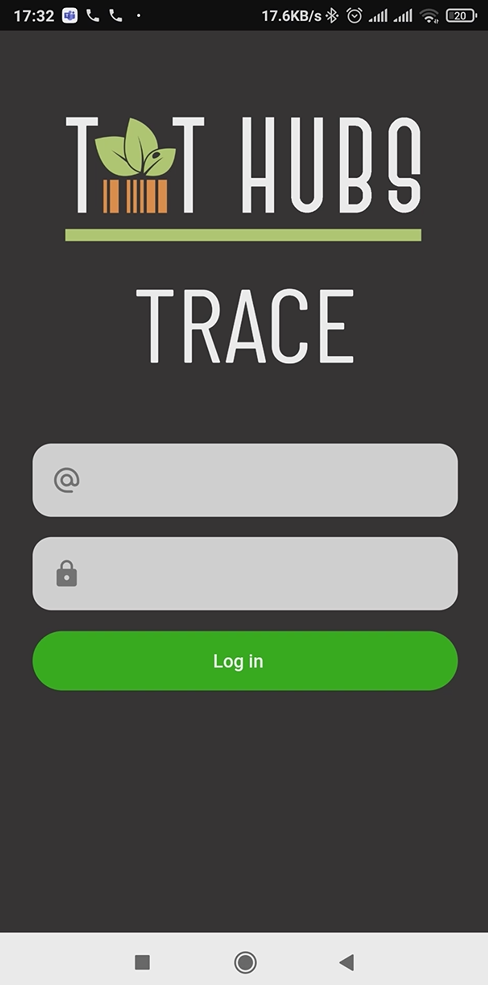 17:32 17.6KB/s 20
T T HUBS
TRACE
@
Log in